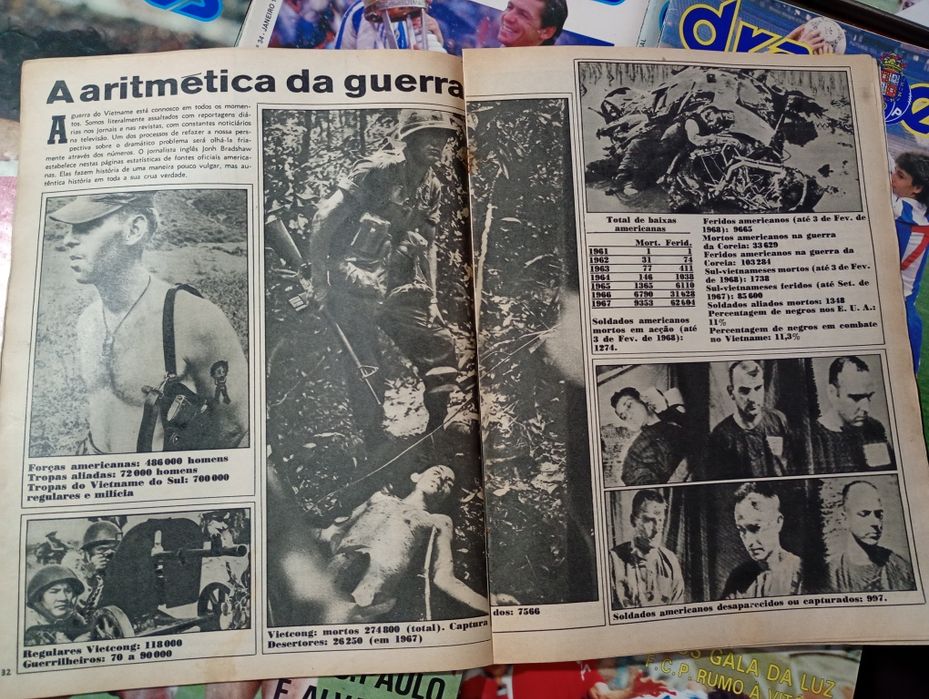 Nº 34 - JANEIRO
dra
A aritmética da guerra
A guerra do Vietname está connosco em todos os momen-
tos. Somos literalmente assaltados com reportagens diá-
rias nos jornais e nas revistas, com constantes noticiários
na televisão. Um dos processos de refazer a nossa pers-
pectiva sobre o dramático problema será olhá-la fria-
mente através dos números. O jornalista inglês Jonh Bradshaw
estabelece nestas páginas estatísticas de fontes oficiais america-
nas. Elas fazem história de uma maneira pouco vulgar, mas au-
têntica história em toda a sua crua verdade.
Forças americanas: 486 000 homens
Tropas aliadas: 72 000 homens
Tropas do Vietname do Sul: 700 000
regulares e milícia
Regulares Vietcong: 118 000
Guerrilheiros: 70 a 90 000
32
Vietcong: mortos 274 800 (total). Captura
dos: 7566
Desertores: 26 250 (em 1967)
Total de baixas
americanas
Mort. Ferid.
1961 1
1962 31 74
1963 77 411
1964 146 1038
1965 1365 6110
1966 6790 31 628
1967 9353 62 604
Soldados americanos
mortos em acção (até
3 de Fev. de 1968):
1274.
Feridos americanos (até 3 de Fev. de
1968): 9665
Mortos americanos na guerra
da Coreia: 33 629
Feridos americanos na guerra da
Coreia: 103 284
Sul-vietnameses mortos (até 3 de Fev.
de 1968): 1738
Sul-vietnameses feridos (até Set. de
1967): 85 600
Soldados aliados mortos: 1348
Percentagem de negros nos E. U. A.:
11%
Percentagem de negros em combate
no Vietname: 11,3%
Soldados americanos desaparecidos ou capturados: 997.
PAULO
GALA DA LUZ
F.C.P. RUMO À